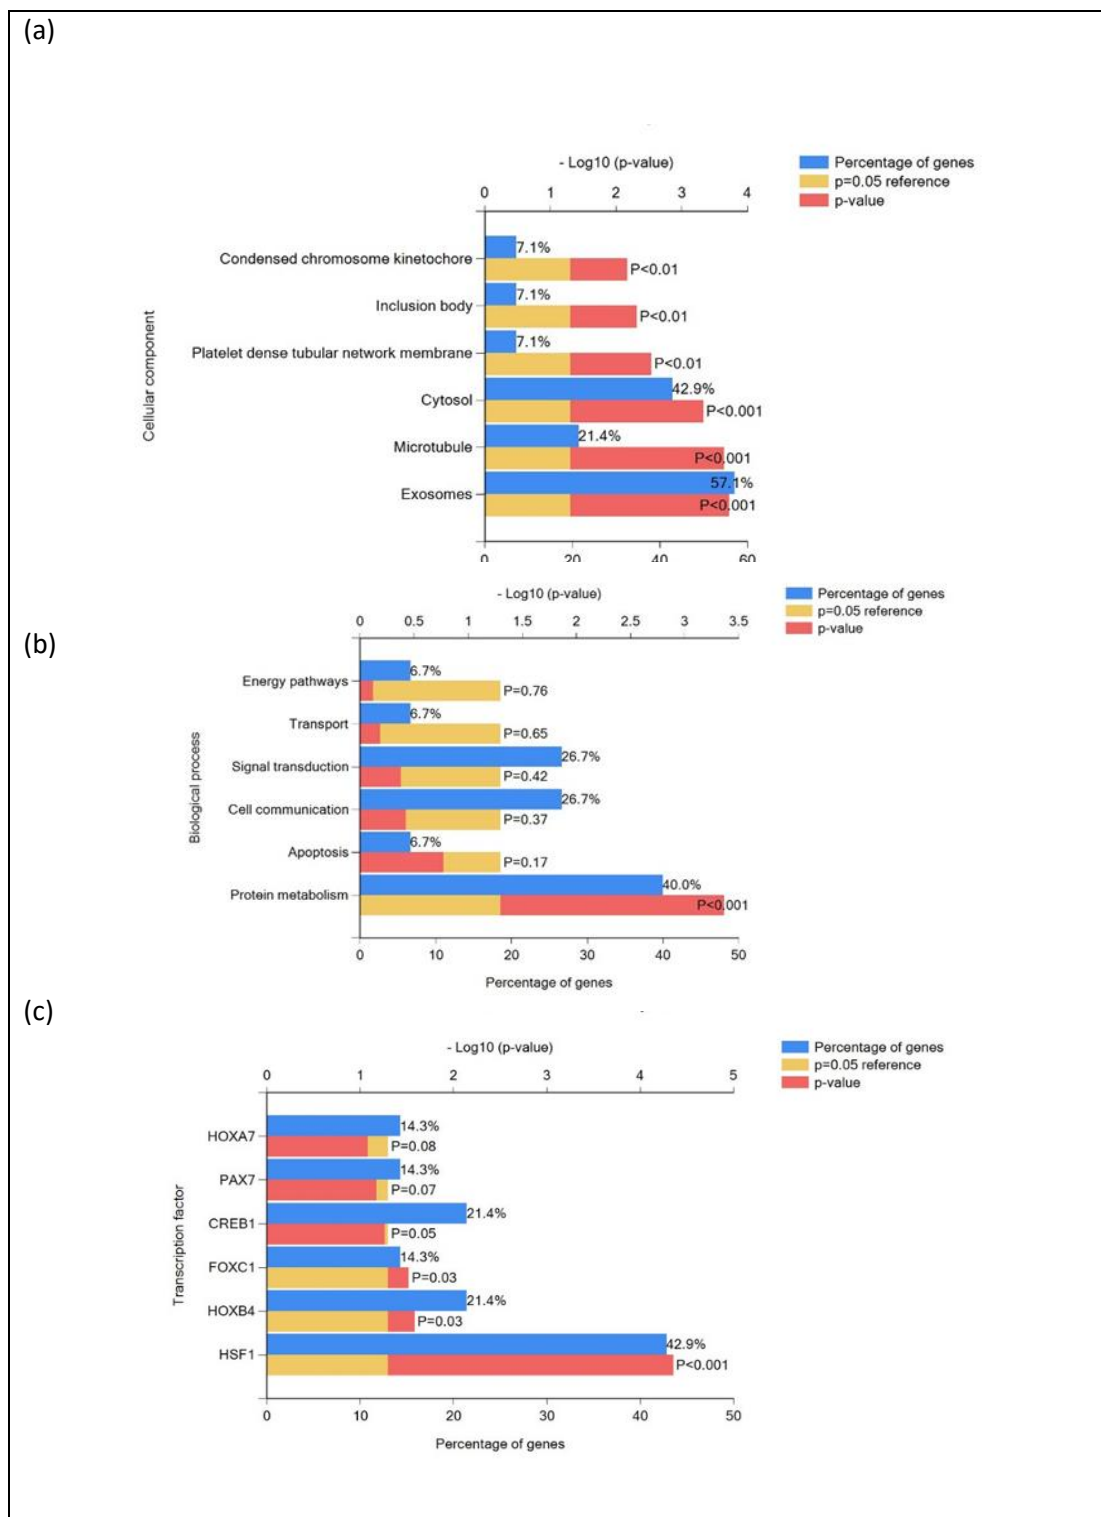 (a)
- Log10 (p-value)
0 1 2 3 4
Percentage of genes
p=0.05 reference
p-value
Cellular component
Condensed chromosome kinetochore
7.1%
P<0.01
Inclusion body
7.1%
P<0.01
Platelet dense tubular network membrane
7.1%
P<0.01
Cytosol
42.9%
P<0.001
Microtubule
21.4%
P<0.001
Exosomes
57.1%
P<0.001
0 20 40 60
(b)
- Log10 (p-value)
0 0.5 1 1.5 2 2.5 3 3.5
Percentage of genes
p=0.05 reference
p-value
Biological process
Energy pathways
6.7%
P=0.76
Transport
6.7%
P=0.65
Signal transduction
26.7%
P=0.42
Cell communication
26.7%
P=0.37
Apoptosis
6.7%
P=0.17
Protein metabolism
40.0%
P<0.001
0 10 20 30 40 50
Percentage of genes
(c)
- Log10 (p-value)
0 1 2 3 4 5
Percentage of genes
p=0.05 reference
p-value
Transcription factor
HOXA7
14.3%
P=0.08
PAX7
14.3%
P=0.07
CREB1
21.4%
P=0.05
FOXC1
14.3%
P=0.03
HOXB4
21.4%
P=0.03
HSF1
42.9%
P<0.001
0 10 20 30 40 50
Percentage of genes